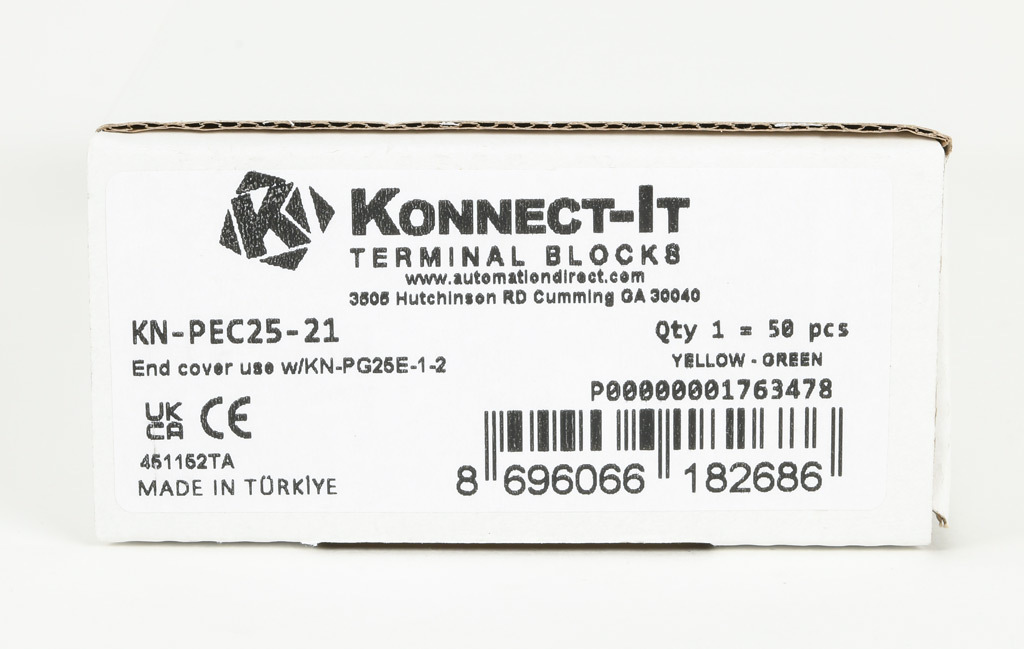 K KONNECT-IT
TERMINAL BLOCKS
www.automationdirect.com
3505 Hutchinson RD Cumming GA 30040
KN-PEC25-21
Qty 1 = 50 pcs
End cover use w/KN-PG25E-1-2
YELLOW - GREEN
P00000001763478
UK CA CE
451152TA
MADE IN TÜRKİYE
8 696066 182686